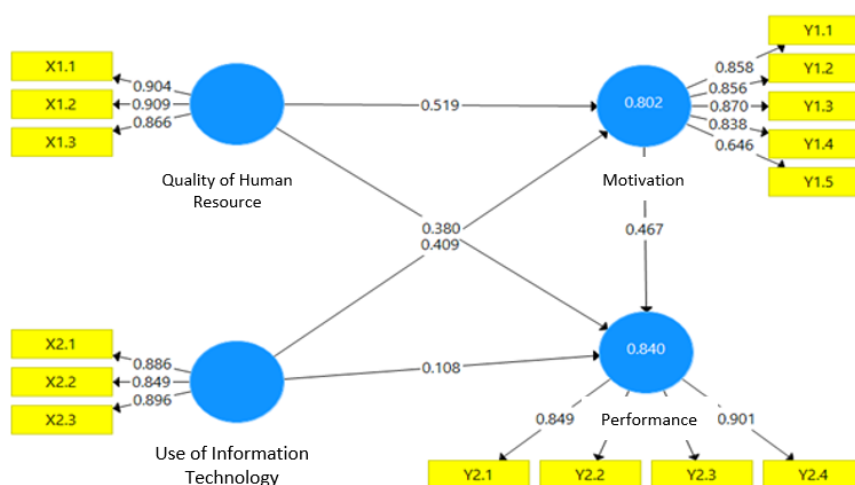 Y1.1
X1.1
0.904
0.858
Y1.2
X1.2
0.909
0.519
0.802
0.856
0.870
Y1.3
X1.3
0.866
0.838
Y1.4
0.646
Quality of Human
Resource
Motivation
Y1.5
0.380
0.409
0.467
X2.1
0.886
0.840
X2.2
0.849
0.108
X2.3
0.896
0.849
Performance
0.901
Use of Information
Technology
Y2.1
Y2.2
Y2.3
Y2.4